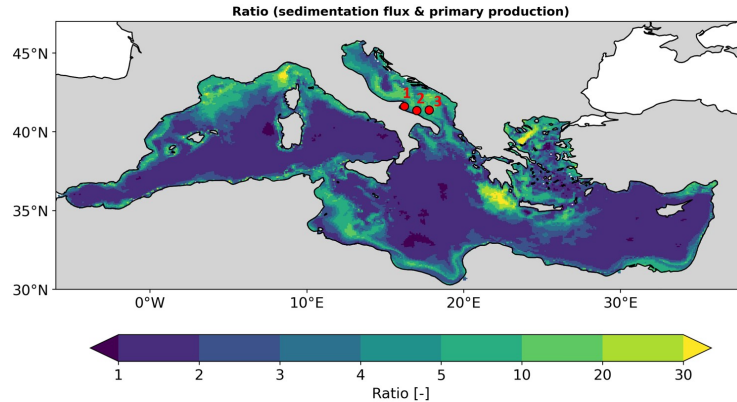 Ratio (sedimentation flux & primary production)
45°N
40°N
35°N
30°N
1 2 3
0°W 10°E 20°E 30°E
1 2 3 4 5 10 20 30
Ratio [-]